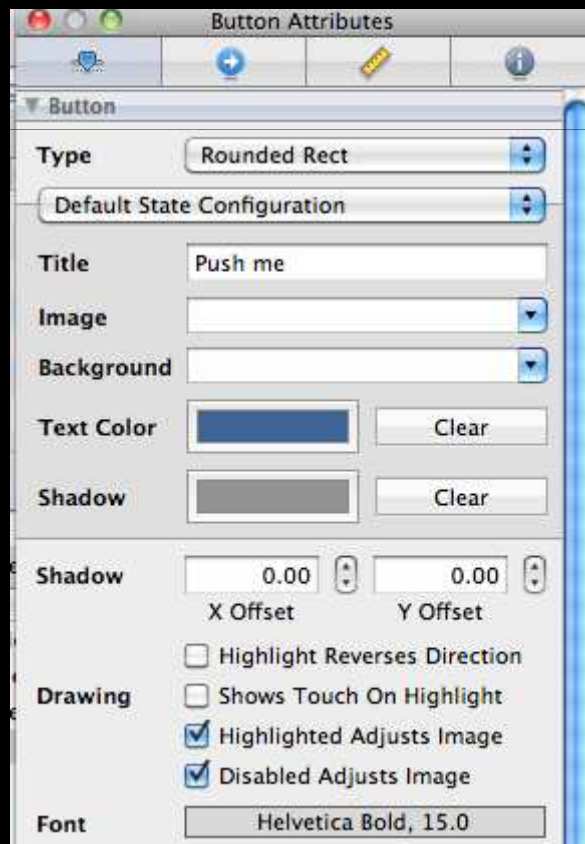 Button Attributes
Button
Type Rounded Rect
Default State Configuration
Title Push me
Image
Background
Text Color Clear
Shadow Clear
Shadow 0.00 0.00
X Offset Y Offset
Highlight Reverses Direction
Drawing Shows Touch On Highlight
Highlighted Adjusts Image
Disabled Adjusts Image
Font Helvetica Bold, 15.0